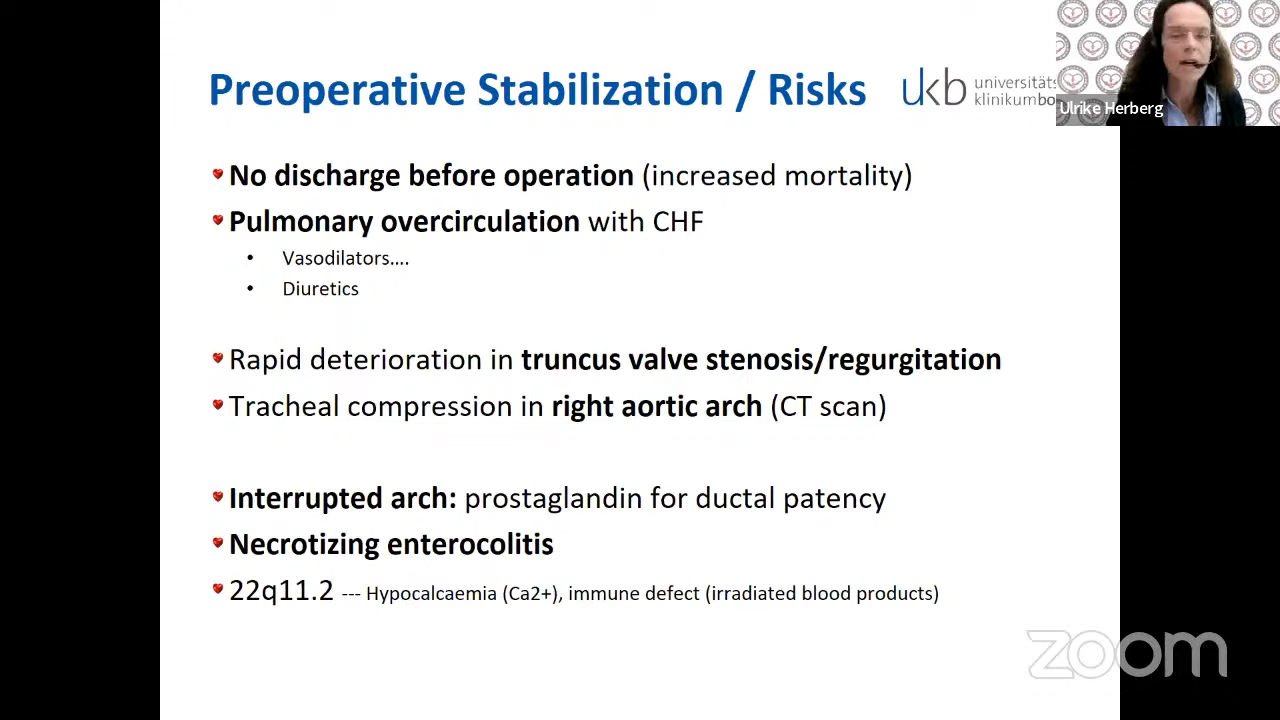 Preoperative Stabilization / Risks
ukb universitäts
klinikumbo
Ulrike Herberg
No discharge before operation (increased mortality)
Pulmonary overcirculation with CHF
• Vasodilators....
• Diuretics
Rapid deterioration in truncus valve stenosis/regurgitation
Tracheal compression in right aortic arch (CT scan)
Interrupted arch: prostaglandin for ductal patency
Necrotizing enterocolitis
22q11.2 --- Hypocalcaemia (Ca2+), immune defect (irradiated blood products)
zoom